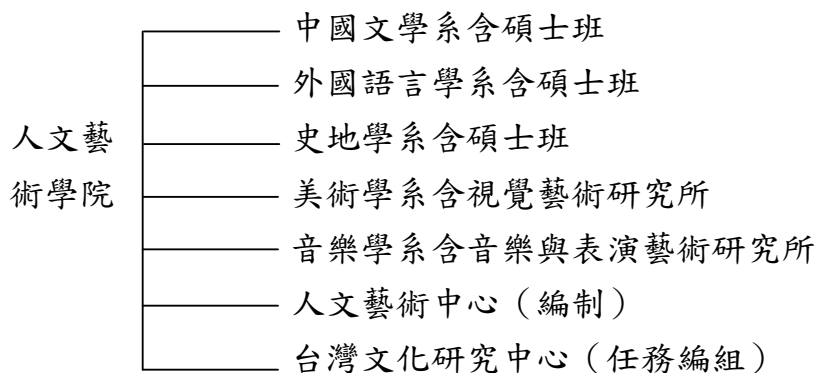 人文藝
術學院
中國文學系含碩士班
外國語言學系含碩士班
史地學系含碩士班
美術學系含視覺藝術研究所
音樂學系含音樂與表演藝術研究所
人文藝術中心（編制）
台灣文化研究中心（任務編組）